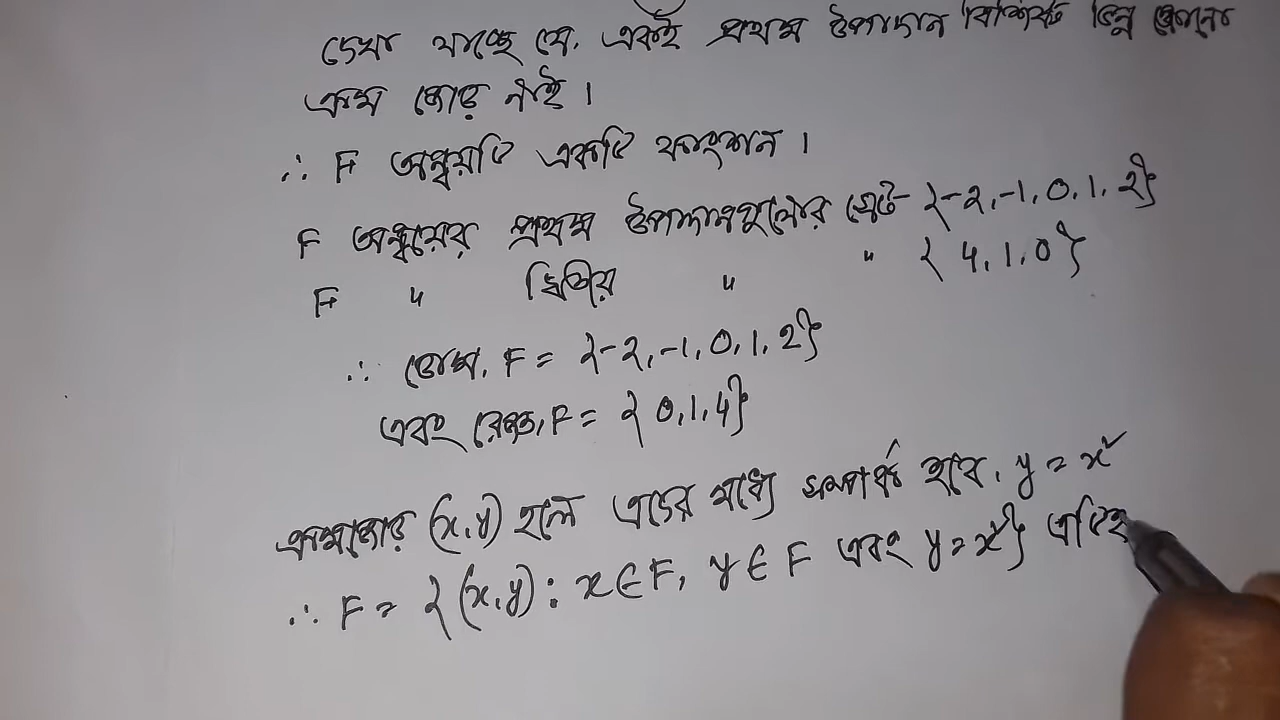 দেখা যাচ্ছে যে, একই প্রথম উপাদান বিশিষ্ট ভিন্ন কোনো
ক্রম জোড় নাই।
∴ F অন্বয়টি একটি ফাংশন।
F অন্বয়ের প্রথম উপাদানগুলোর সেট {-2, -1, 0, 1, 2}
F " দ্বিতীয় " " { 4, 1, 0}
∴ ডোম, F = {-2, -1, 0, 1, 2}
এবং রেঞ্জ, F = { 0, 1, 4}
ক্রমজোড় (x, y) হলে এদের মধ্যে সম্পর্ক হবে, y = x²
∴ F = { (x, y) : x ∈ F, y ∈ F এবং y = x²} এটিই